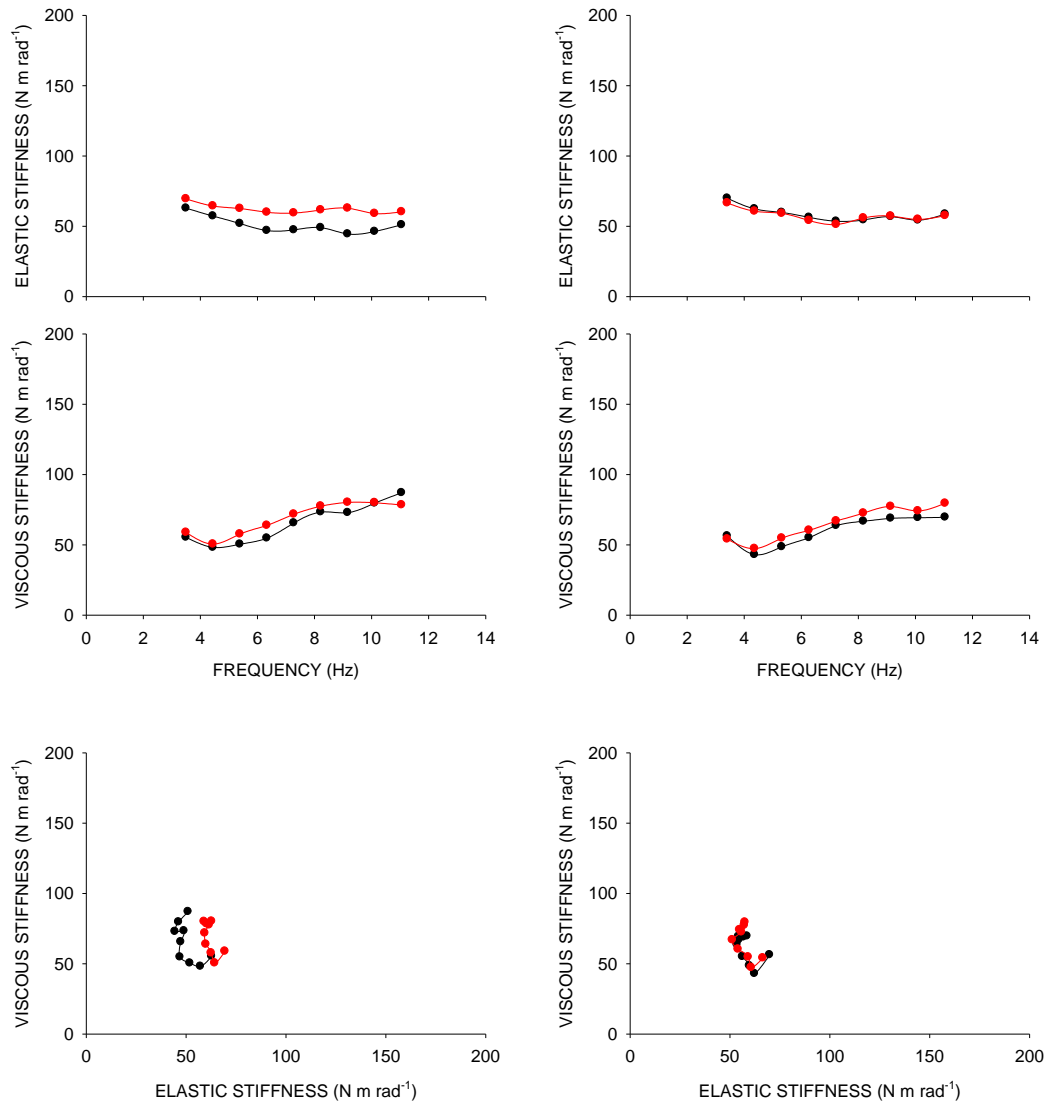 200
150
100
50
0
ELASTIC STIFFNESS (N m rad⁻¹)
200
150
100
50
0
ELASTIC STIFFNESS (N m rad⁻¹)
200
150
100
50
0
VISCOUS STIFFNESS (N m rad⁻¹)
0 2 4 6 8 10 12 14
FREQUENCY (Hz)
200
150
100
50
0
VISCOUS STIFFNESS (N m rad⁻¹)
0 2 4 6 8 10 12 14
FREQUENCY (Hz)
200
150
100
50
0
VISCOUS STIFFNESS (N m rad⁻¹)
0 50 100 150 200
ELASTIC STIFFNESS (N m rad⁻¹)
200
150
100
50
0
VISCOUS STIFFNESS (N m rad⁻¹)
0 50 100 150 200
ELASTIC STIFFNESS (N m rad⁻¹)